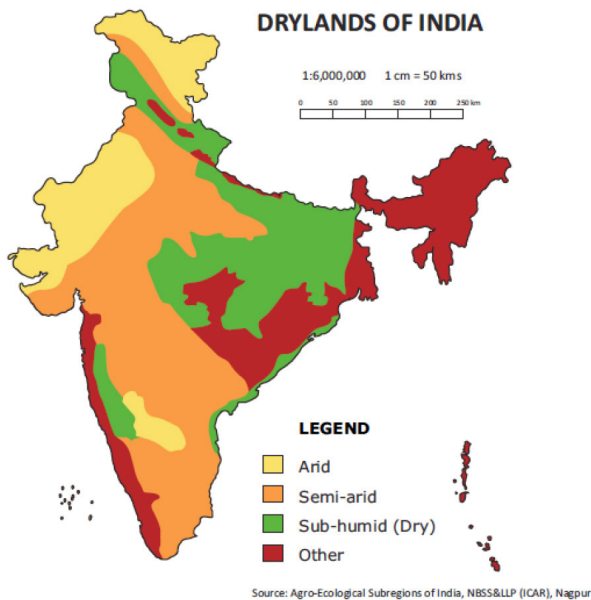 DRYLANDS OF INDIA
1:6,000,000 1 cm = 50 kms
0 50 100 150 200 250 km
LEGEND
Arid
Semi-arid
Sub-humid (Dry)
Other
Source: Agro-Ecological Subregions of India, NBSS&LLP (ICAR), Nagpur